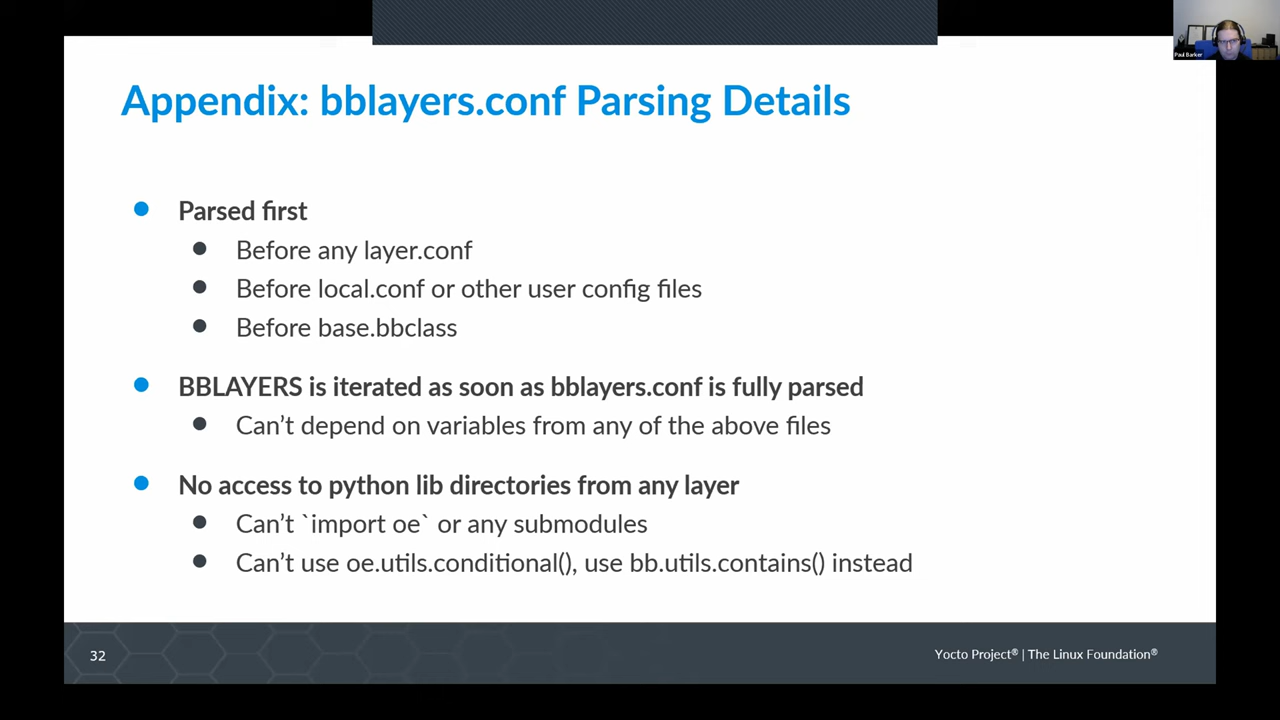 Paul Barker
Appendix: bblayers.conf Parsing Details
Parsed first
Before any layer.conf
Before local.conf or other user config files
Before base.bbclass
BBLAYERS is iterated as soon as bblayers.conf is fully parsed
Can’t depend on variables from any of the above files
No access to python lib directories from any layer
Can’t `import oe` or any submodules
Can’t use oe.utils.conditional(), use bb.utils.contains() instead
32
Yocto Project® | The Linux Foundation®